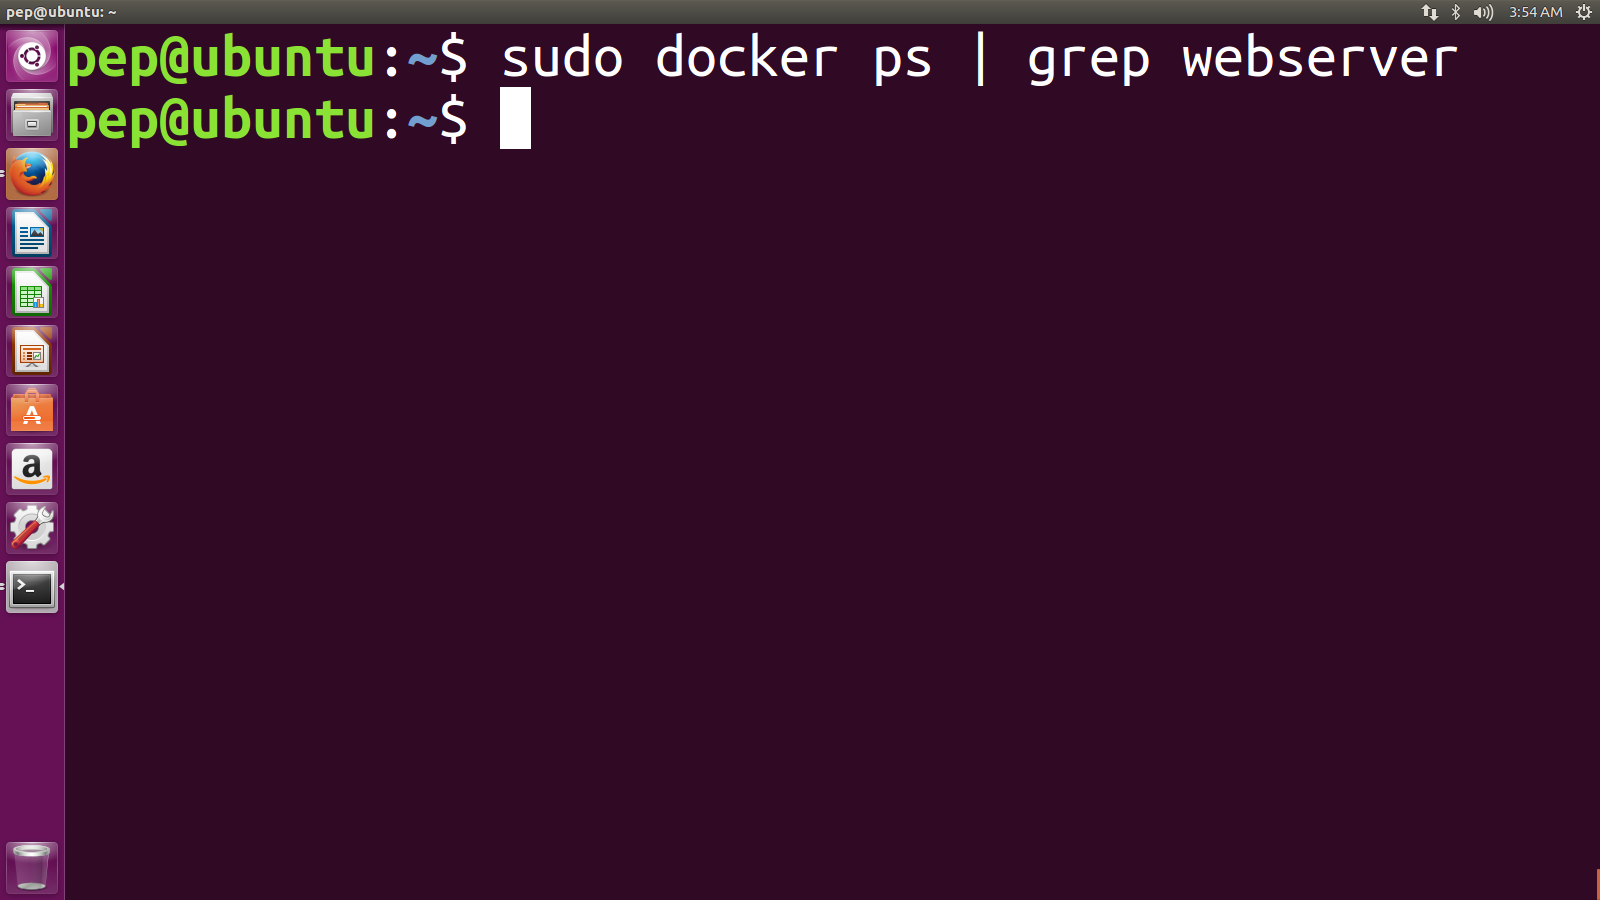 pep@ubuntu: ~
3:54 AM
pep@ubuntu:~$ sudo docker ps | grep webserver
pep@ubuntu:~$